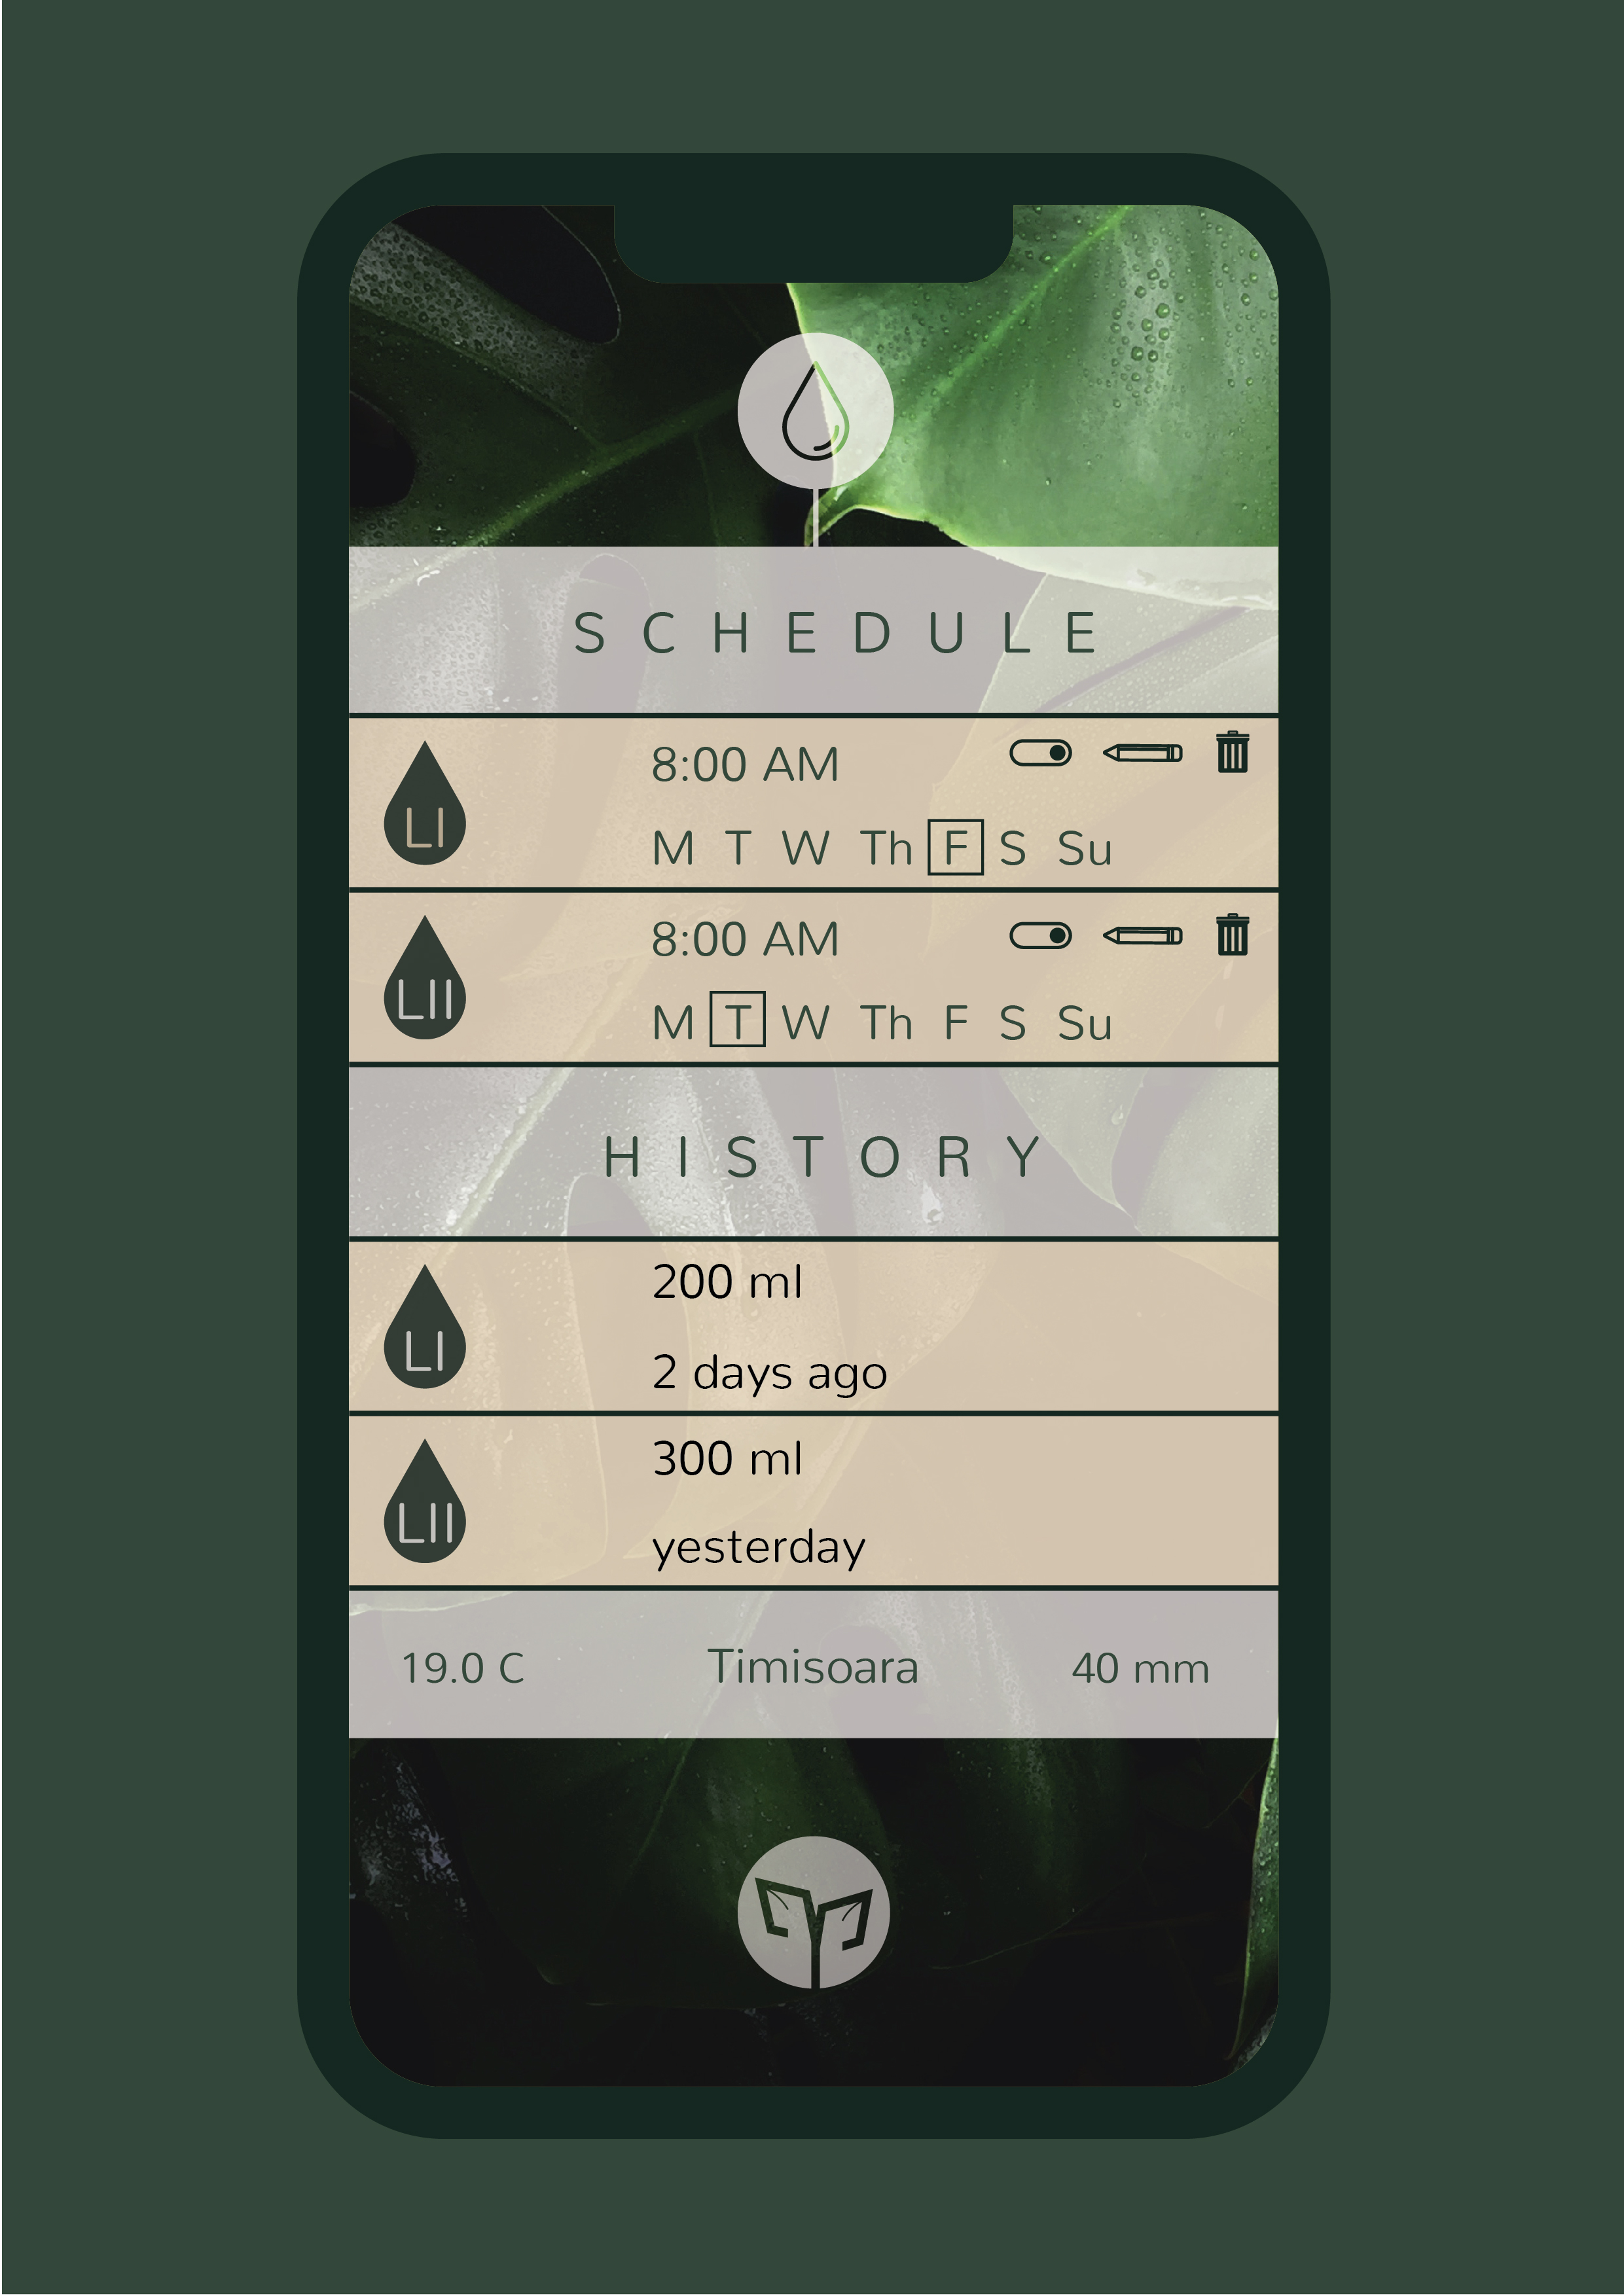 SCHEDULE
LI
8:00 AM
M T W Th F S Su
LII
8:00 AM
M T W Th F S Su
HISTORY
LI
200 ml
2 days ago
LII
300 ml
yesterday
19.0 C Timisoara 40 mm